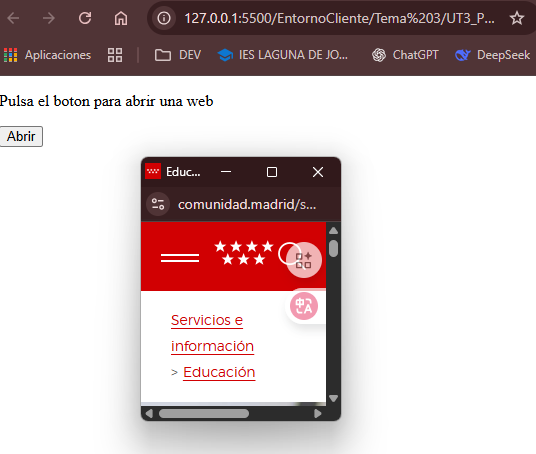 127.0.0.1:5500/EntornoCliente/Tema%203/UT3_P...
Aplicaciones DEV IES LAGUNA DE JO... ChatGPT DeepSeek
Pulsa el boton para abrir una web
Abrir
Educ...
comunidad.madrid/s...
Servicios e
información
> Educación